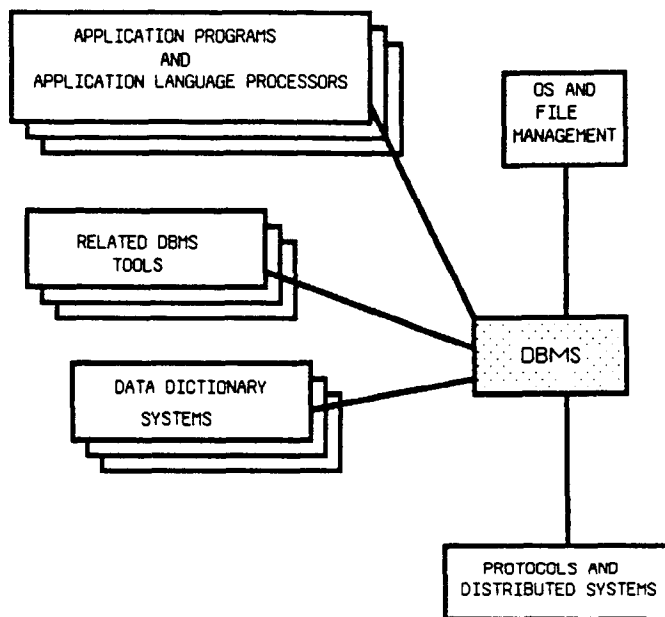 APPLICATION PROGRAMS
AND
APPLICATION LANGUAGE PROCESSORS
OS AND
FILE
MANAGEMENT
RELATED DBMS
TOOLS
DBMS
DATA DICTIONARY
SYSTEMS
PROTOCOLS AND
DISTRIBUTED SYSTEMS